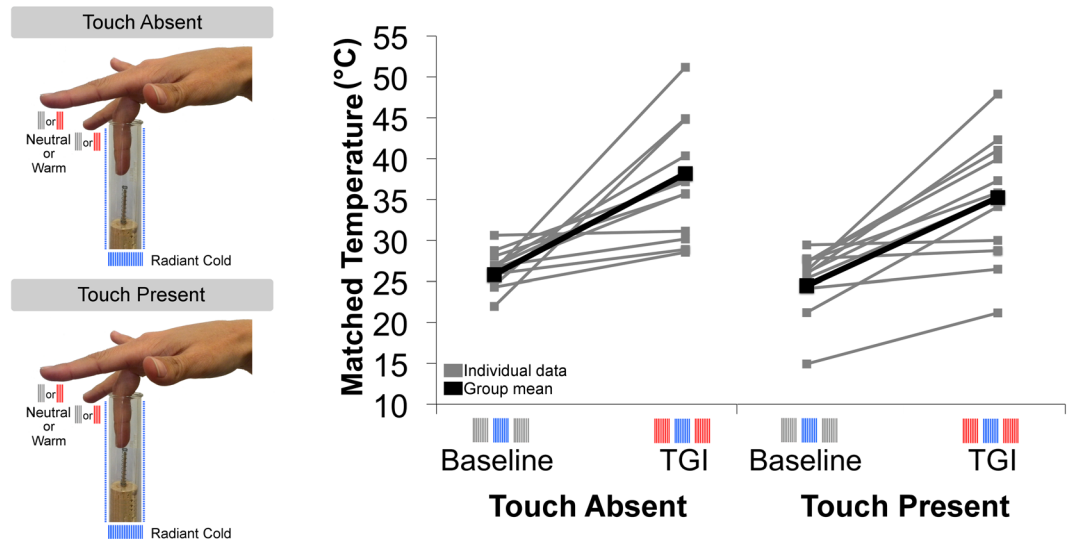 Touch Absent
or
Neutral
or
Warm
or
Radiant Cold
Touch Present
or
Neutral
or
Warm
or
Radiant Cold
Matched Temperature (°C)
55
50
45
40
35
30
25
20
15
10
Individual data
Group mean
Baseline
TGI
Baseline
TGI
Touch Absent
Touch Present